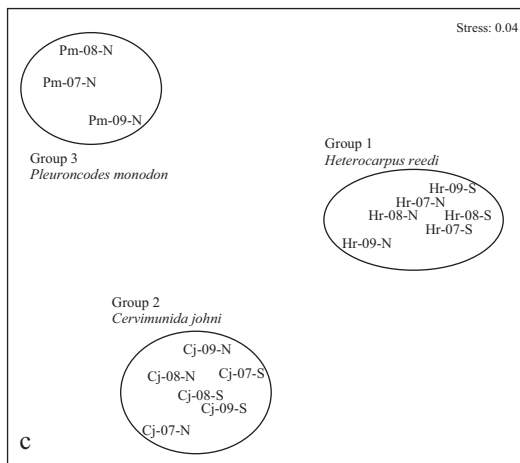 Stress: 0.04
Pm-08-N
Pm-07-N
Pm-09-N
Group 3
Pleuroncodes monodon
Group 1
Heterocarpus reedi
Hr-09-S
Hr-07-N
Hr-08-N
Hr-08-S
Hr-07-S
Hr-09-N
Group 2
Cervimunida johni
Cj-09-N
Cj-08-N
Cj-07-S
Cj-08-S
Cj-09-S
Cj-07-N
c